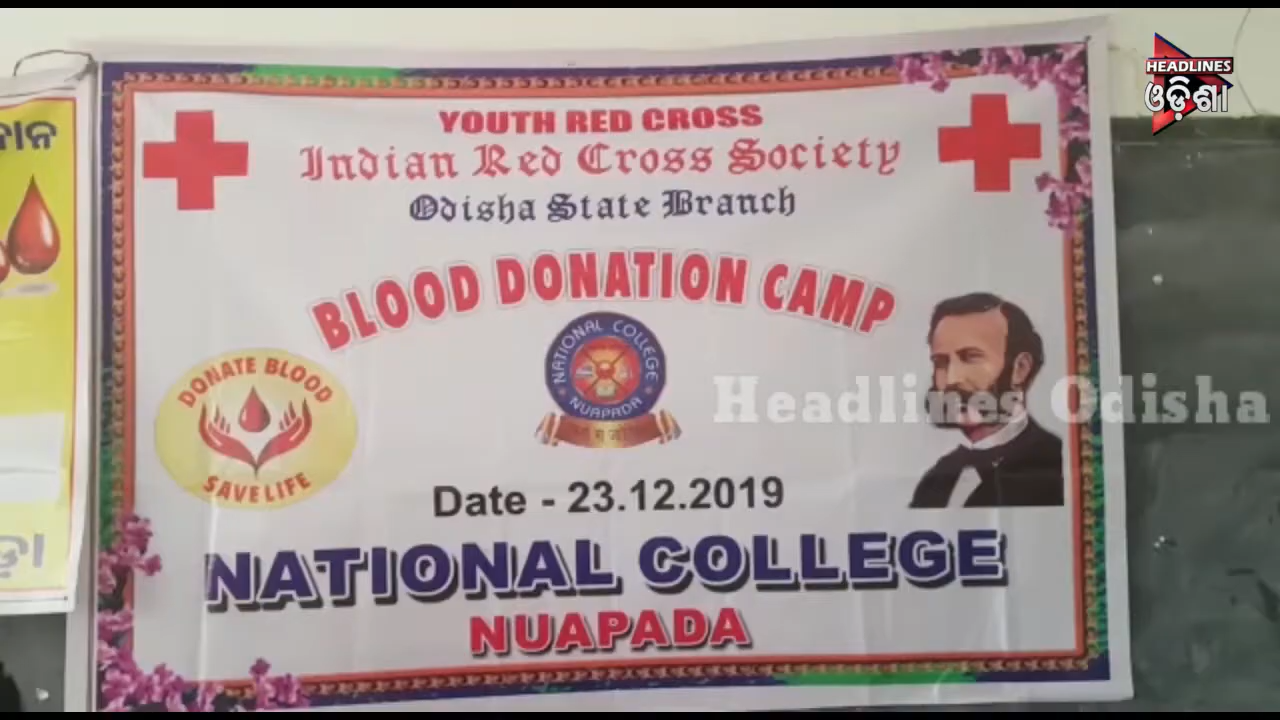 HEADLINES
ଓଡ଼ିଶା
YOUTH RED CROSS
Indian Red Cross Society
Odisha State Branch
BLOOD DONATION CAMP
NATIONAL COLLEGE
NUAPADA
DONATE BLOOD
SAVE LIFE
Headlines Odisha
Date - 23.12.2019
NATIONAL COLLEGE
NUAPADA